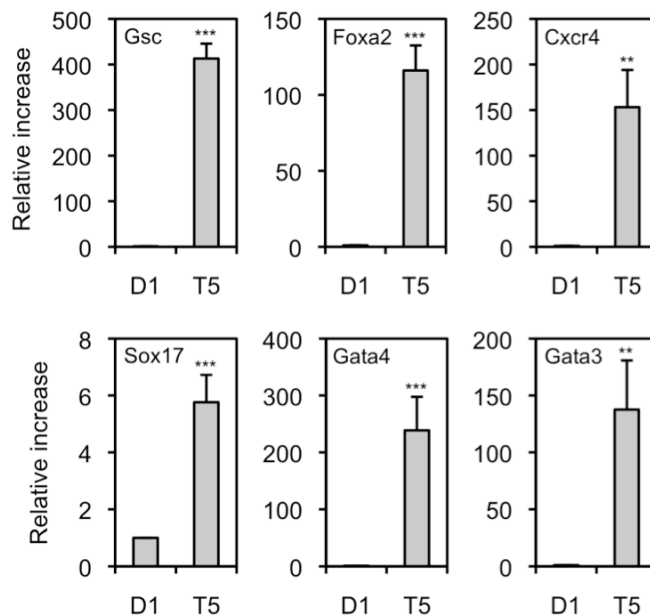 Relative increase
500
400
300
200
100
0
Gsc
***
D1 T5
150
100
50
0
Foxa2
***
D1 T5
250
200
150
100
50
0
Cxcr4
**
D1 T5
Relative increase
8
6
4
2
0
Sox17
***
D1 T5
400
300
200
100
0
Gata4
***
D1 T5
200
150
100
50
0
Gata3
**
D1 T5